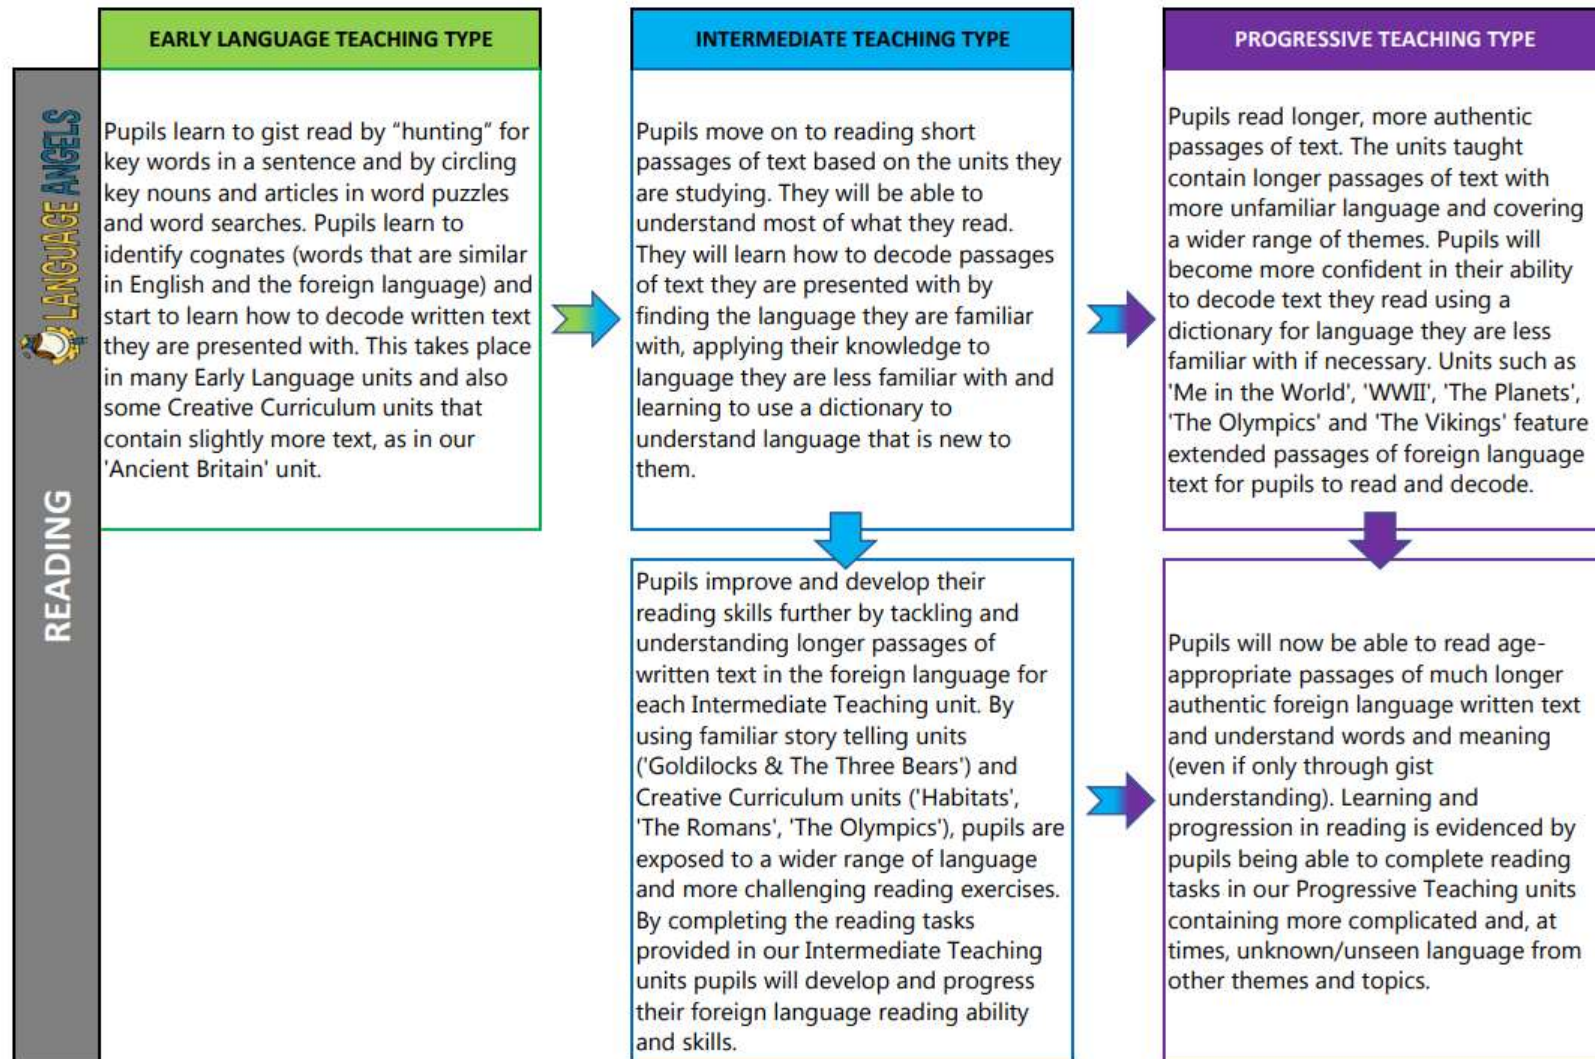 LANGUAGE ANGELS
READING
EARLY LANGUAGE TEACHING TYPE
Pupils learn to gist read by “hunting” for
key words in a sentence and by circling
key nouns and articles in word puzzles
and word searches. Pupils learn to
identify cognates (words that are similar
in English and the foreign language) and
start to learn how to decode written text
they are presented with. This takes place
in many Early Language units and also
some Creative Curriculum units that
contain slightly more text, as in our
'Ancient Britain' unit.
INTERMEDIATE TEACHING TYPE
Pupils move on to reading short
passages of text based on the units they
are studying. They will be able to
understand most of what they read.
They will learn how to decode passages
of text they are presented with by
finding the language they are familiar
with, applying their knowledge to
language they are less familiar with and
learning to use a dictionary to
understand language that is new to
them.
Pupils improve and develop their
reading skills further by tackling and
understanding longer passages of
written text in the foreign language for
each Intermediate Teaching unit. By
using familiar story telling units
('Goldilocks & The Three Bears') and
Creative Curriculum units ('Habitats',
'The Romans', 'The Olympics'), pupils are
exposed to a wider range of language
and more challenging reading exercises.
By completing the reading tasks
provided in our Intermediate Teaching
units pupils will develop and progress
their foreign language reading ability
and skills.
PROGRESSIVE TEACHING TYPE
Pupils read longer, more authentic
passages of text. The units taught
contain longer passages of text with
more unfamiliar language and covering
a wider range of themes. Pupils will
become more confident in their ability
to decode text they read using a
dictionary for language they are less
familiar with if necessary. Units such as
'Me in the World', 'WWII', 'The Planets',
'The Olympics' and 'The Vikings' feature
extended passages of foreign language
text for pupils to read and decode.
Pupils will now be able to read age-
appropriate passages of much longer
authentic foreign language written text
and understand words and meaning
(even if only through gist
understanding). Learning and
progression in reading is evidenced by
pupils being able to complete reading
tasks in our Progressive Teaching units
containing more complicated and, at
times, unknown/unseen language from
other themes and topics.